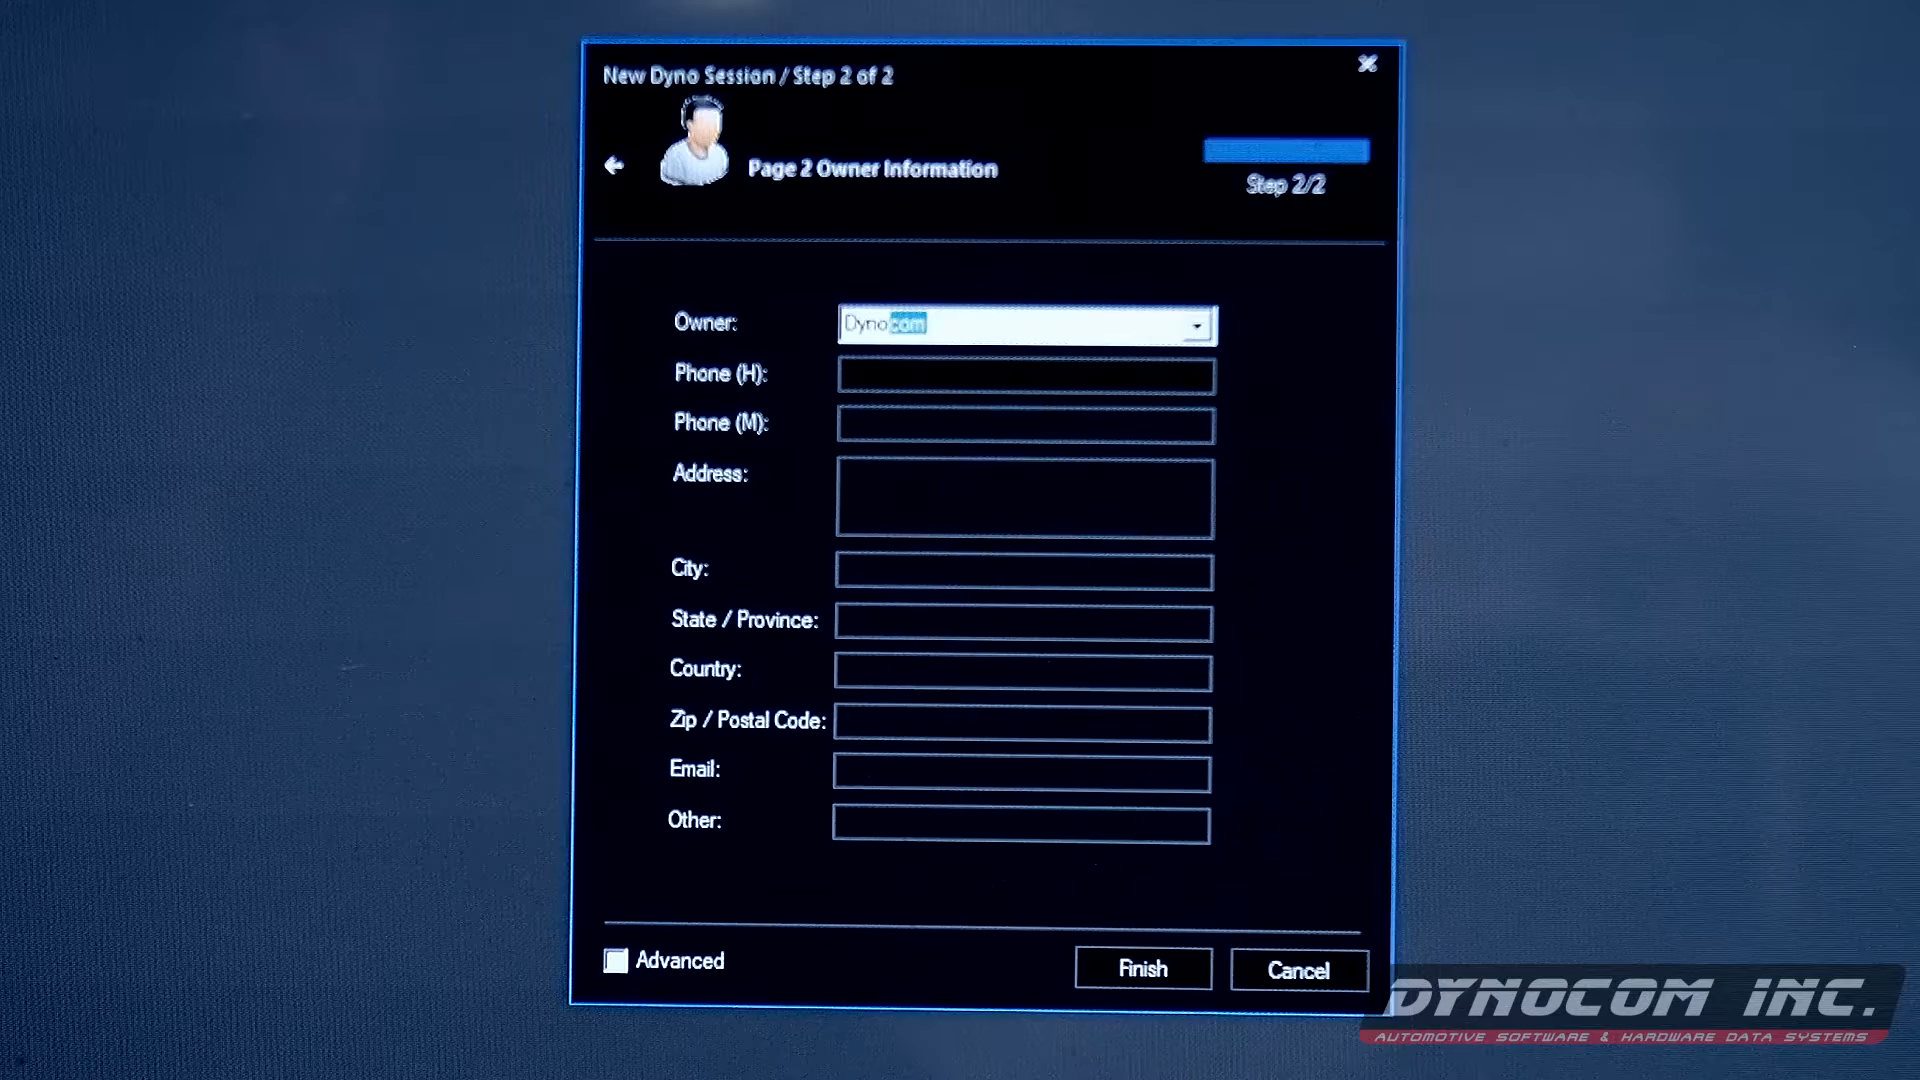 New Dyno Session / Step 2 of 2
Page 2 Owner Information
Step 2/2
Owner: Dynocom
Phone (H):
Phone (M):
Address:
City:
State / Province:
Country:
Zip / Postal Code:
Email:
Other:
Advanced
Finish
Cancel
DYNOCOM INC.
AUTOMOTIVE SOFTWARE & HARDWARE DATA SYSTEMS